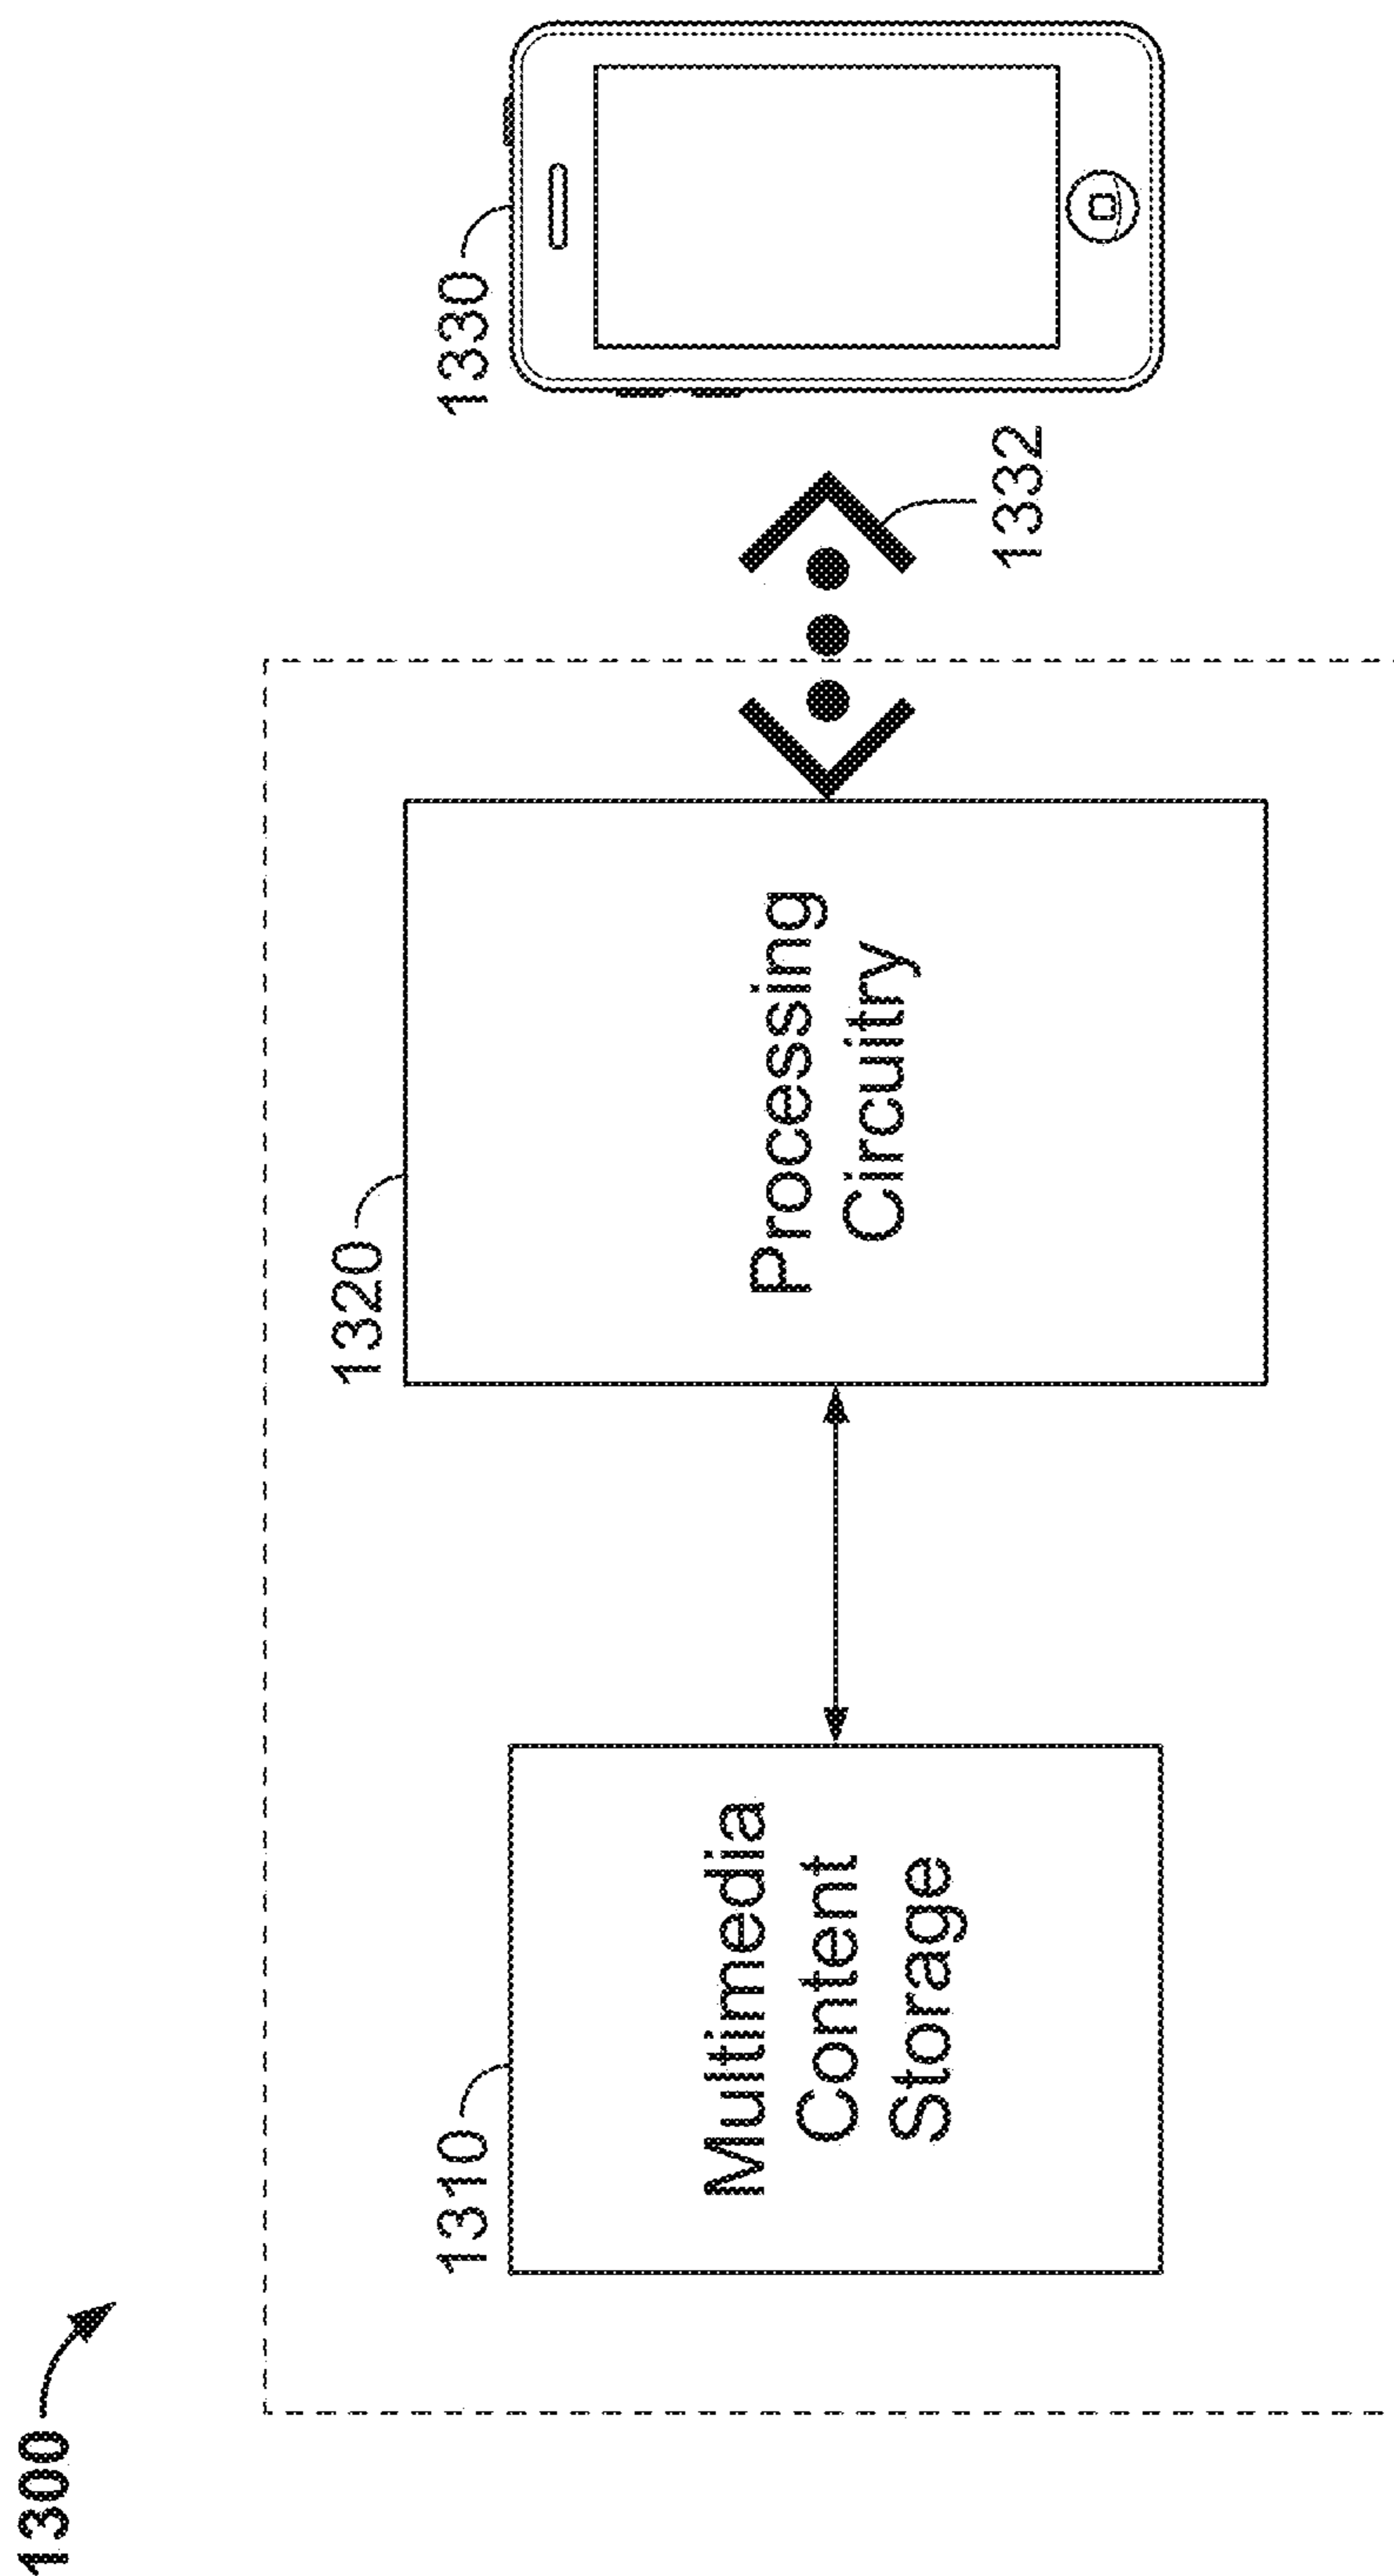 1300
1310
Multimedia
Content
Storage
1320
Processing
Circuitry
1330
1332